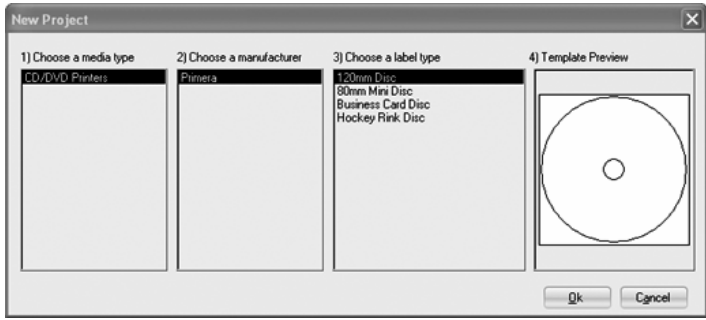 New Project
1) Choose a media type
2) Choose a manufacturer
3) Choose a label type
4) Template Preview
CD/DVD Printers
Primera
120mm Disc
80mm Mini Disc
Business Card Disc
Hockey Rink Disc
Ok
Cancel